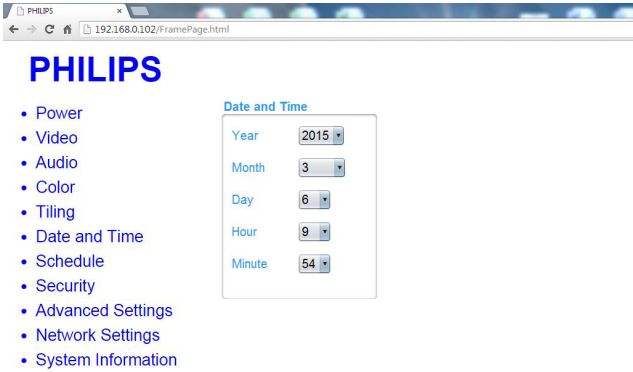 PHILIPS
192.168.0.102/FramePage.html
PHILIPS
Power
Video
Audio
Color
Tiling
Date and Time
Schedule
Security
Advanced Settings
Network Settings
System Information
Date and Time
Year 2015
Month 3
Day 6
Hour 9
Minute 54